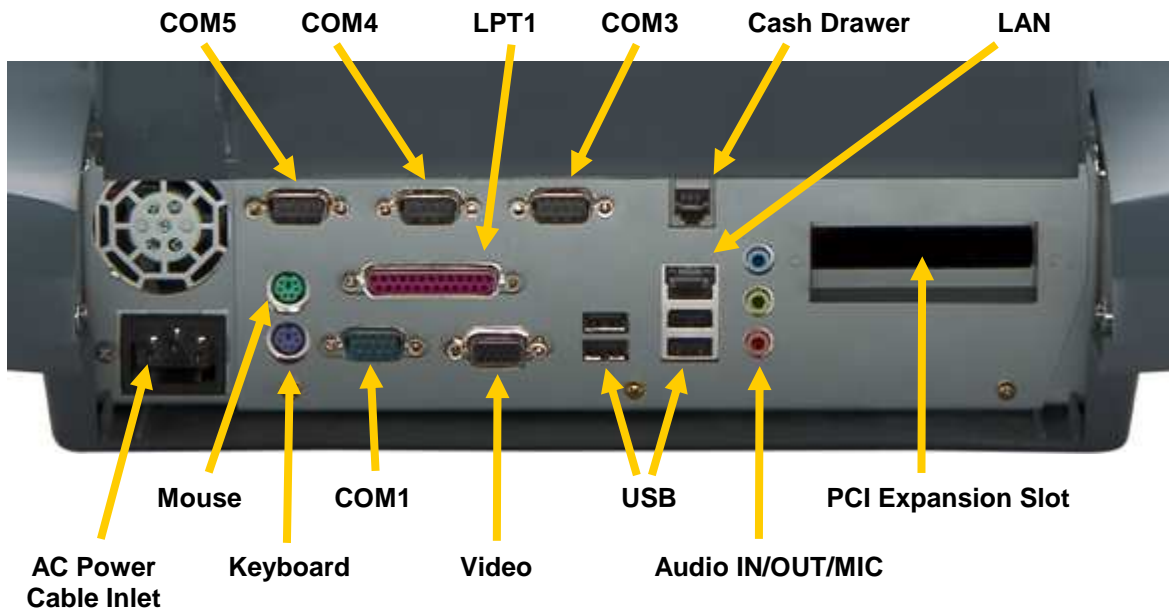 COM5 COM4 LPT1 COM3 Cash Drawer LAN
Mouse COM1 USB PCI Expansion Slot
AC Power
Cable Inlet
Keyboard Video Audio IN/OUT/MIC